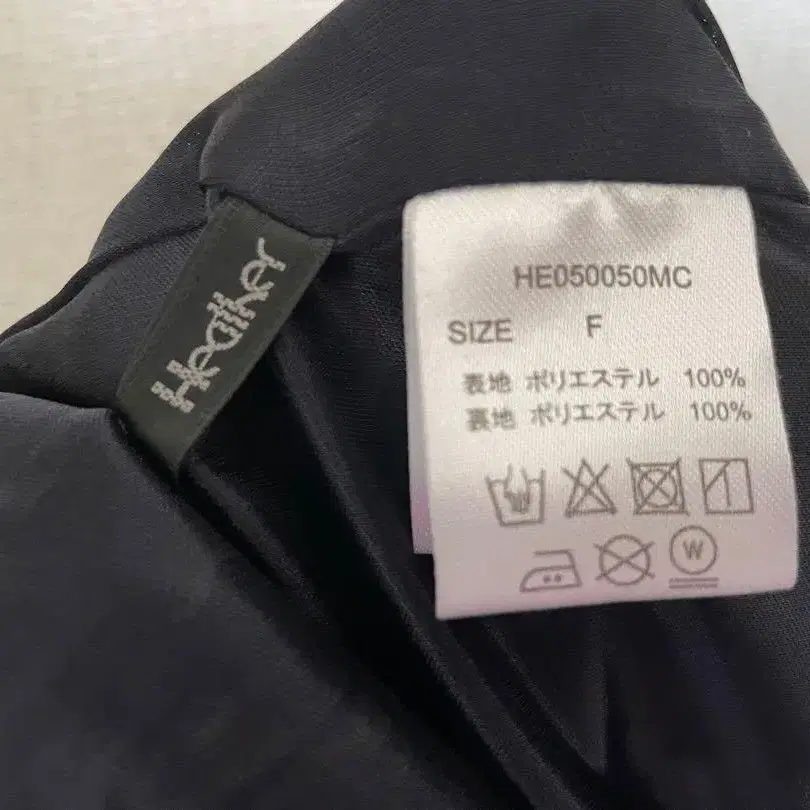 Heather
HE050050MC
SIZE F
表地 ポリエステル 100%
裏地 ポリエステル 100%
W